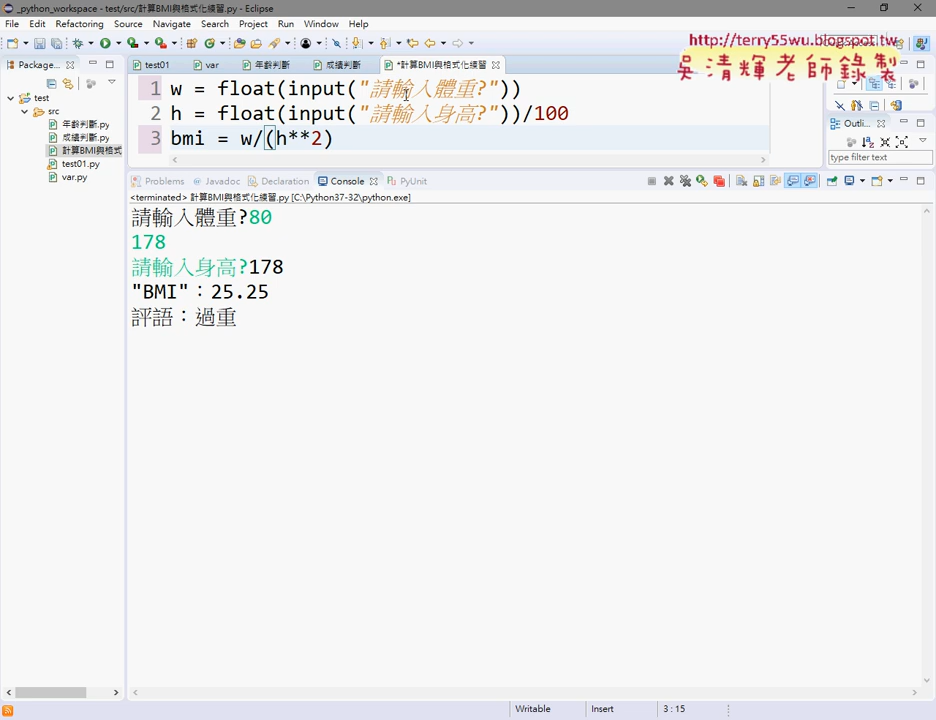 _python_workspace - test/src/計算BMI與格式化練習.py - Eclipse
File Edit Refactoring Source Navigate Search Project Run Window Help
http://terry55wu.blogspot.tw
吳清輝老師錄製
Package...
test01
var
年齡判斷
成績判斷
*計算BMI與格式化練習
test
src
年齡判斷.py
成績判斷.py
計算BMI與格式
test01.py
var.py
1 w = float(input("請輸入體重?"))
2 h = float(input("請輸入身高?"))/100
3 bmi = w/(h**2)
Outli...
type filter text
Problems Javadoc Declaration Console PyUnit
<terminated> 計算BMI與格式化練習.py [C:\Python37-32\python.exe]
請輸入體重?80
178
請輸入身高?178
"BMI"：25.25
評語：過重
Writable Insert 3 : 15